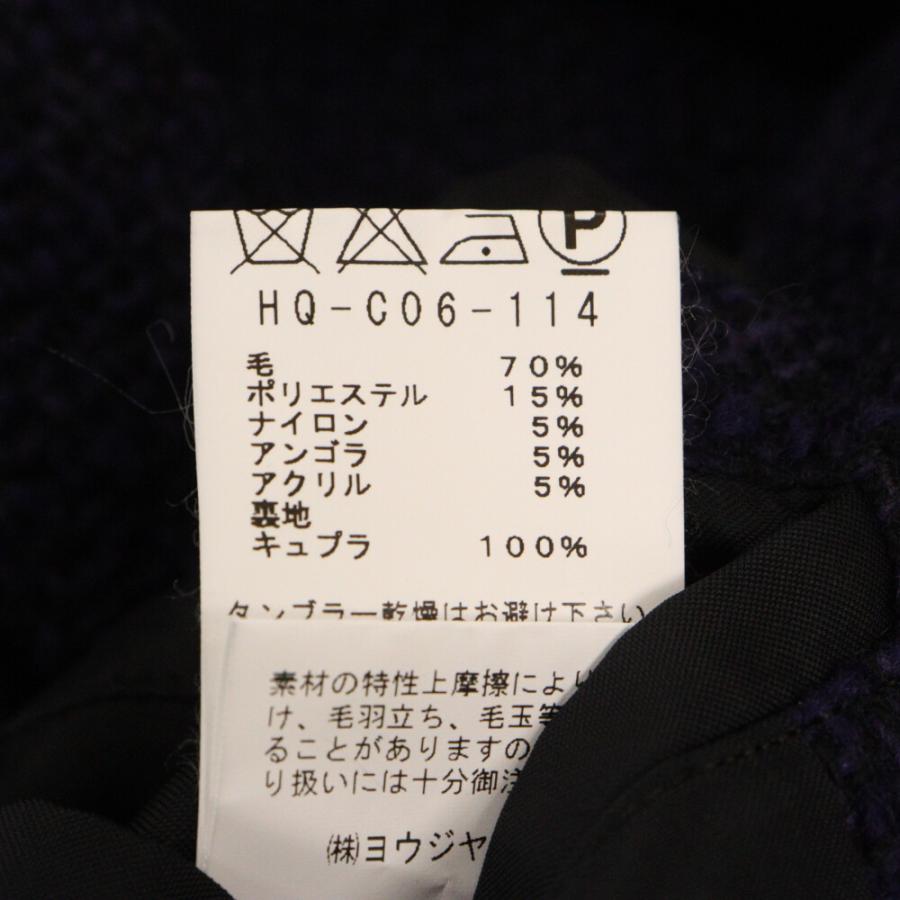 P
HQ-C06-114
毛 70%
ポリエステル 15%
ナイロン 5%
アンゴラ 5%
アクリル 5%
裏地
キュプラ 100%
タンブラー乾燥はお避け下さい
素材の特性上摩擦により
け、毛羽立ち、毛玉等
ることがありますの
り扱いには十分御注
㈱ヨウジヤ